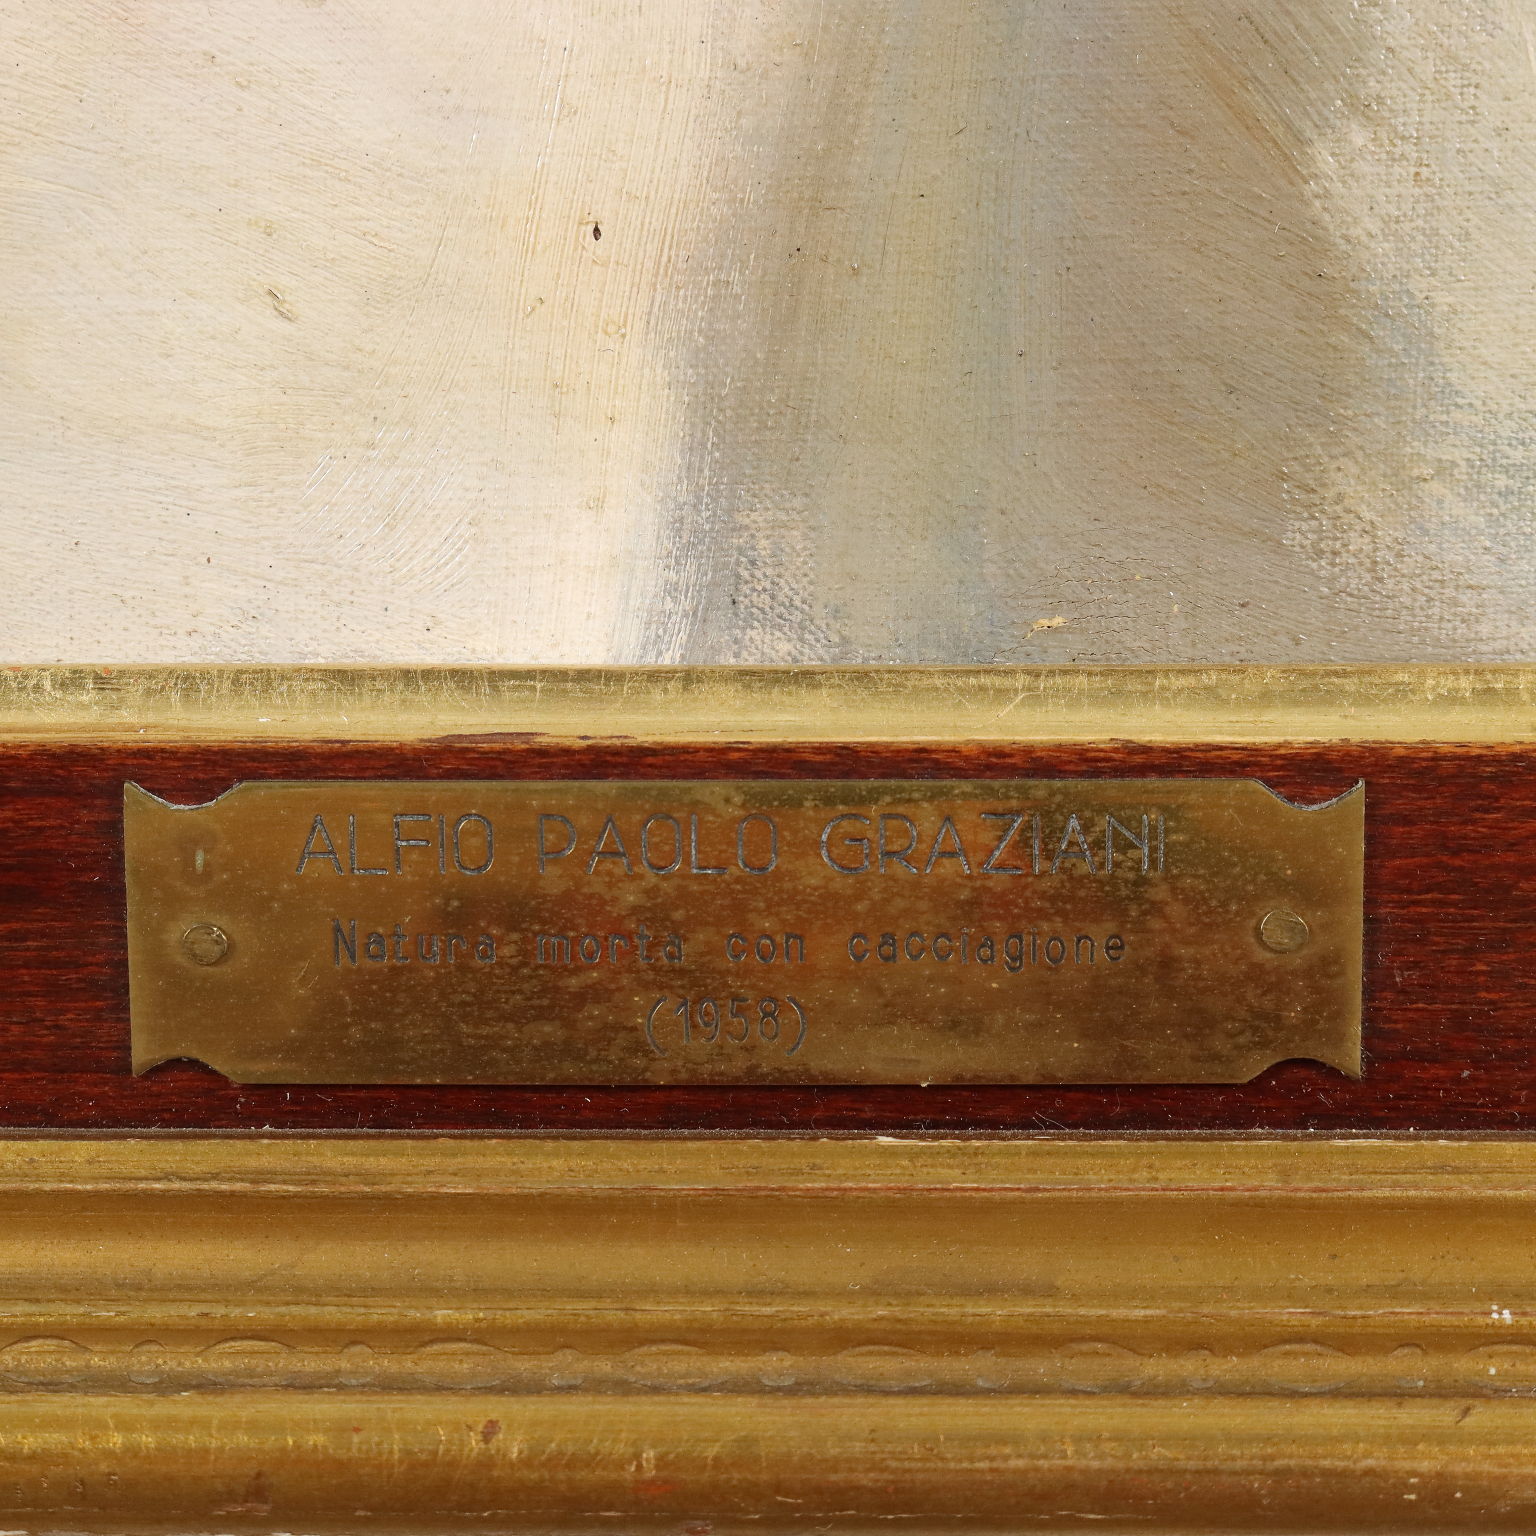 ALFIO PAOLO GRAZIANI
Natura morta con cacciagione
(1958)